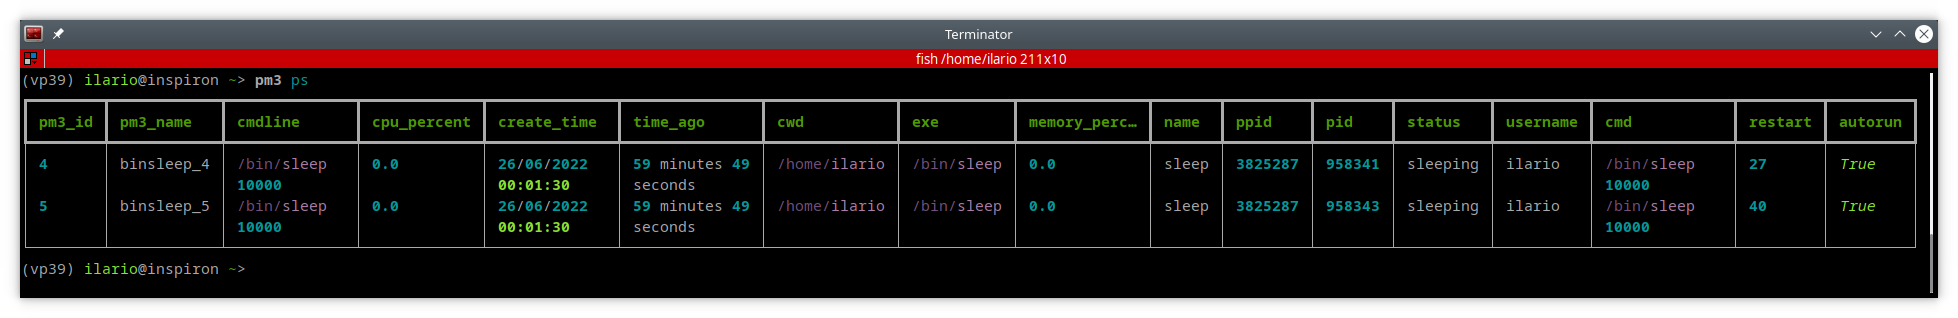 Terminator
fish /home/ilario 211x10
(vp39) ilario@inspiron ~> pm3 ps
pm3_id pm3_name cmdline cpu_percent create_time time_ago cwd exe memory_perc… name ppid pid status username cmd restart autorun
4 binsleep_4 /bin/sleep 0.0 26/06/2022 59 minutes 49 /home/ilario /bin/sleep 0.0 sleep 3825287 958341 sleeping ilario /bin/sleep 27 True
10000 00:01:30 seconds 10000
5 binsleep_5 /bin/sleep 0.0 26/06/2022 59 minutes 49 /home/ilario /bin/sleep 0.0 sleep 3825287 958343 sleeping ilario /bin/sleep 40 True
10000 00:01:30 seconds 10000
(vp39) ilario@inspiron ~>